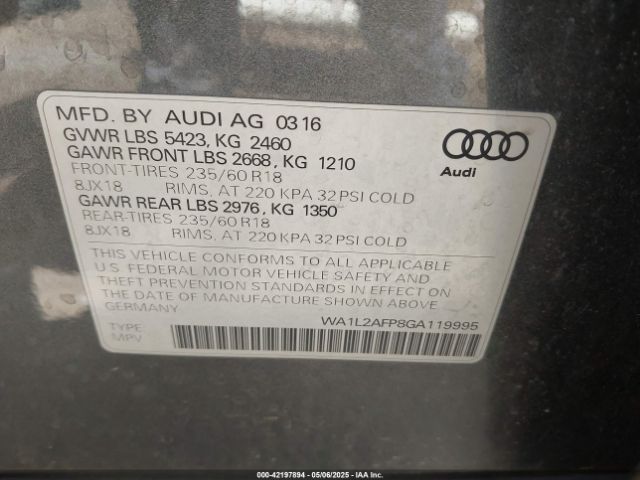 MFD. BY AUDI AG 0316
GVWR LBS 5423, KG 2460
GAWR FRONT LBS 2668, KG 1210
FRONT-TIRES 235/60 R18
8JX18 RIMS, AT 220 KPA 32 PSI COLD
GAWR REAR LBS 2976, KG 1350
REAR-TIRES 235/60 R18
8JX18 RIMS, AT 220 KPA 32 PSI COLD
Audi
THIS VEHICLE CONFORMS TO ALL APPLICABLE
U.S. FEDERAL MOTOR VEHICLE SAFETY AND
THEFT PREVENTION STANDARDS IN EFFECT ON
THE DATE OF MANUFACTURE SHOWN ABOVE
GERMANY
WA1L2AFP8GA119995
TYPE:
MPV
000-42197894 - 05/06/2025 - IAAI.COM